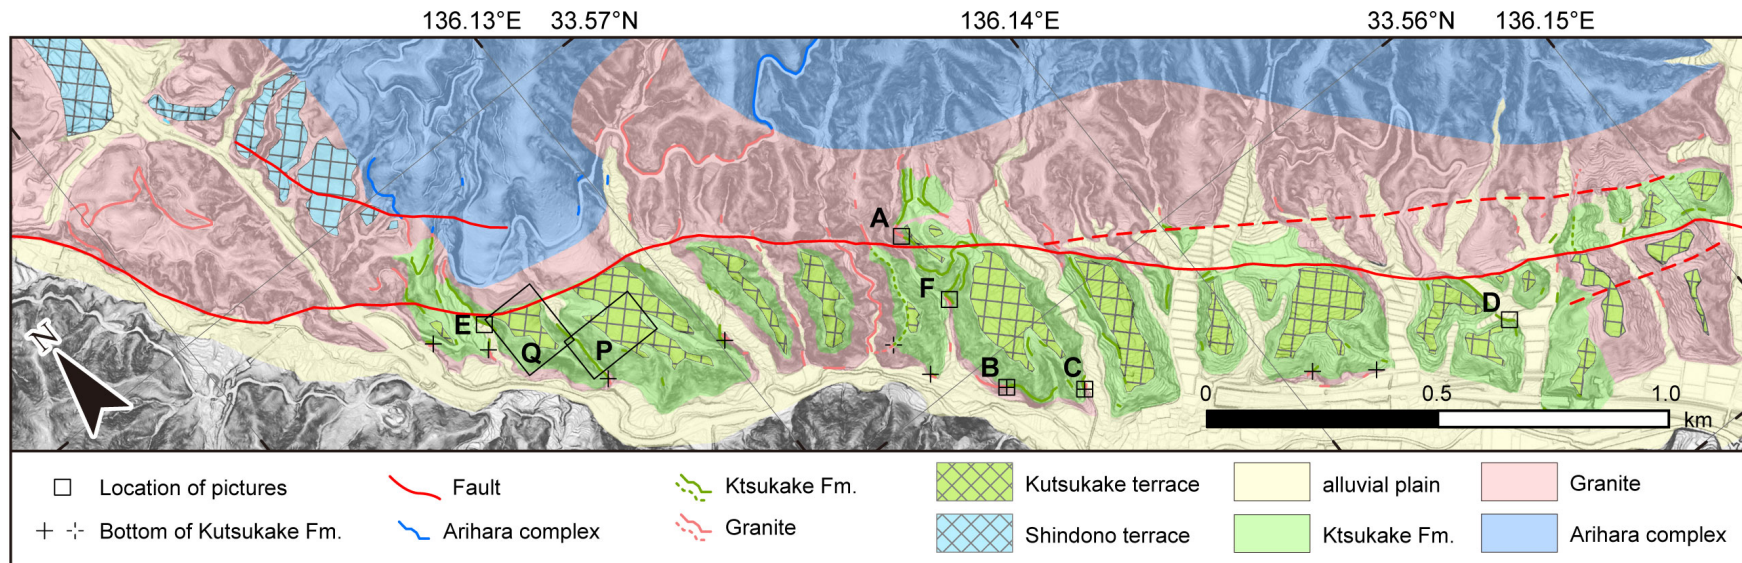 136.13°E 33.57°N 136.14°E 33.56°N 136.15°E
A
F
E
D
Q
P
B
C
N
0 0.5 1.0
km
Location of pictures Fault Ktsukake Fm. Kutsukake terrace alluvial plain Granite
Bottom of Kutsukake Fm. Arihara complex Granite Shindono terrace Ktsukake Fm. Arihara complex